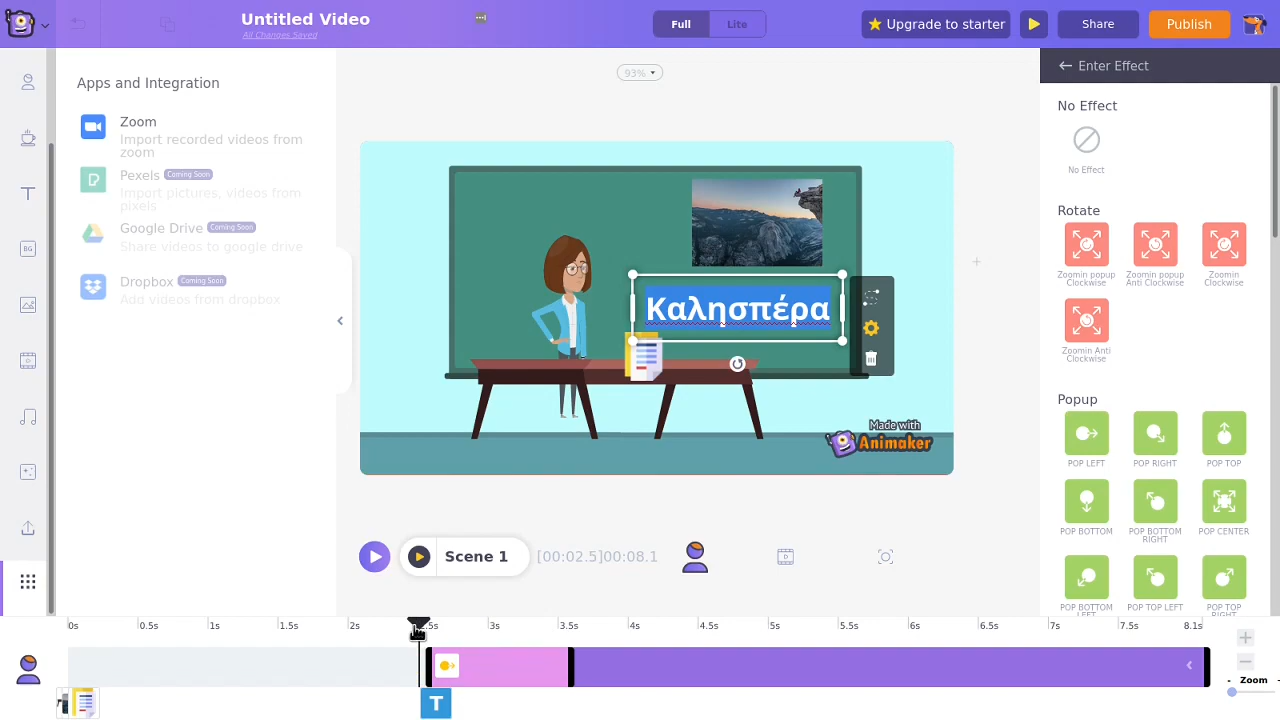 Untitled Video
All Changes Saved
Full
Lite
Upgrade to starter
Share
Publish
Apps and Integration
Zoom
Import recorded videos from
zoom
Pexels Coming Soon
Import pictures, videos from
pixels
Google Drive Coming Soon
Share videos to google drive
Dropbox Coming Soon
Add videos from dropbox
93%
Καλησπέρα
Made with
Animaker
Enter Effect
No Effect
No Effect
Rotate
Zoomin popup
Clockwise
Zoomin popup
Anti Clockwise
Zoomin
Clockwise
Zoomin Anti
Clockwise
Popup
POP LEFT
POP RIGHT
POP TOP
POP BOTTOM
POP BOTTOM
RIGHT
POP CENTER
POP BOTTOM
LEFT
POP TOP LEFT
POP TOP
RIGHT
T
BG
Scene 1
[00:02.5]00:08.1
0s 0.5s 1s 1.5s 2s 2.5s 3s 3.5s 4s 4.5s 5s 5.5s 6s 6.5s 7s 7.5s 8.1s
T
- Zoom -